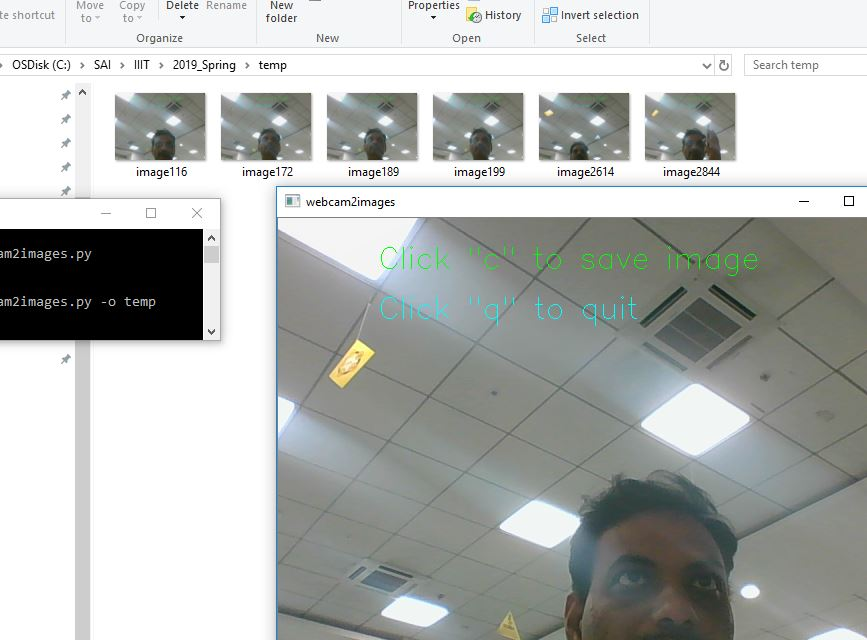 te shortcut
Move to
Copy to
Delete
Rename
New folder
Properties
History
Invert selection
Organize
New
Open
Select
OSDisk (C:) > SAI > IIIT > 2019_Spring > temp
Search temp
image116
image172
image189
image199
image2614
image2844
am2images.py
am2images.py -o temp
webcam2images
Click "c" to save image
Click "q" to quit